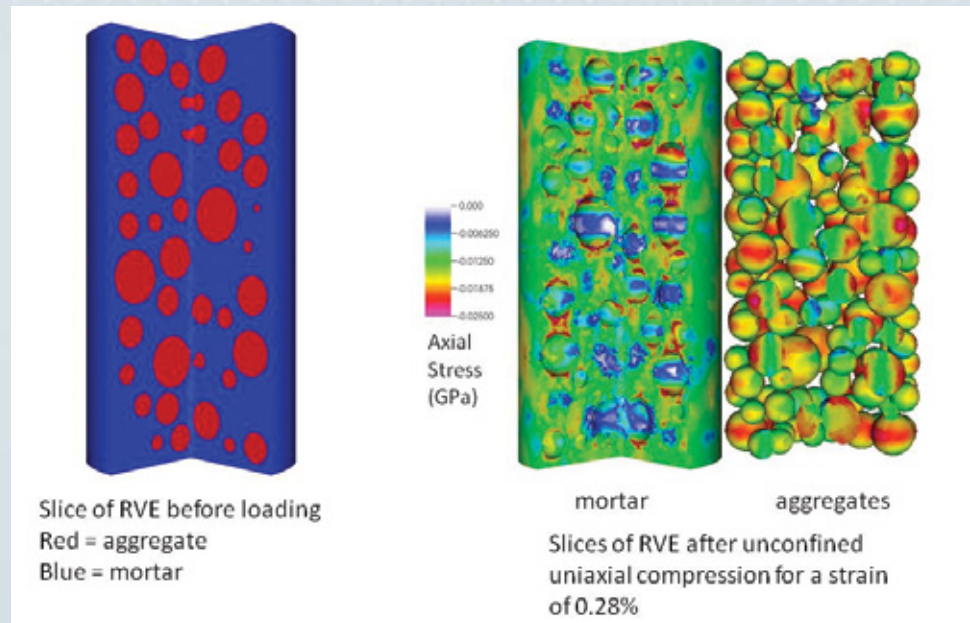 Slice of RVE before loading
Red = aggregate
Blue = mortar
0.000
-0.006250
-0.01250
-0.01875
-0.02500
Axial
Stress
(GPa)
mortar
aggregates
Slices of RVE after unconfined
uniaxial compression for a strain
of 0.28%